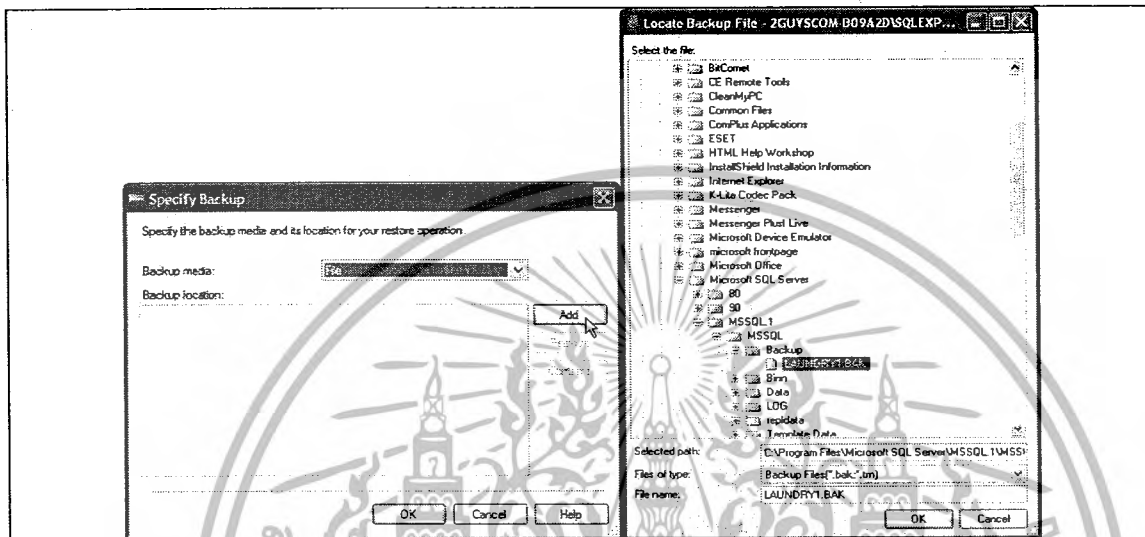 Specify Backup
Specify the backup media and its location for your restore operation.
Backup media:
File
Backup location:
Add
OK
Cancel
Help
Locate Backup File - 2GUYSCOM-B09A2D\SQLEXP...
Select the file:
BitComet
CE Remote Tools
CleanMyPC
Common Files
ComPlus Applications
ESET
HTML Help Workshop
InstallShield Installation Information
Internet Explorer
K-Lite Codec Pack
Messenger
Messenger Plus! Live
Microsoft Device Emulator
microsoft frontpage
Microsoft Office
Microsoft SQL Server
80
90
MSSQL.1
MSSQL
Backup
LAUNDRY1.BAK
Binn
Data
LOG
repldata
Template Data
Selected path:
C:\Program Files\Microsoft SQL Server\MSSQL.1\MSS
Files of type:
Backup Files(*.bak;*.trn)
File name:
LAUNDRY1.BAK
OK
Cancel